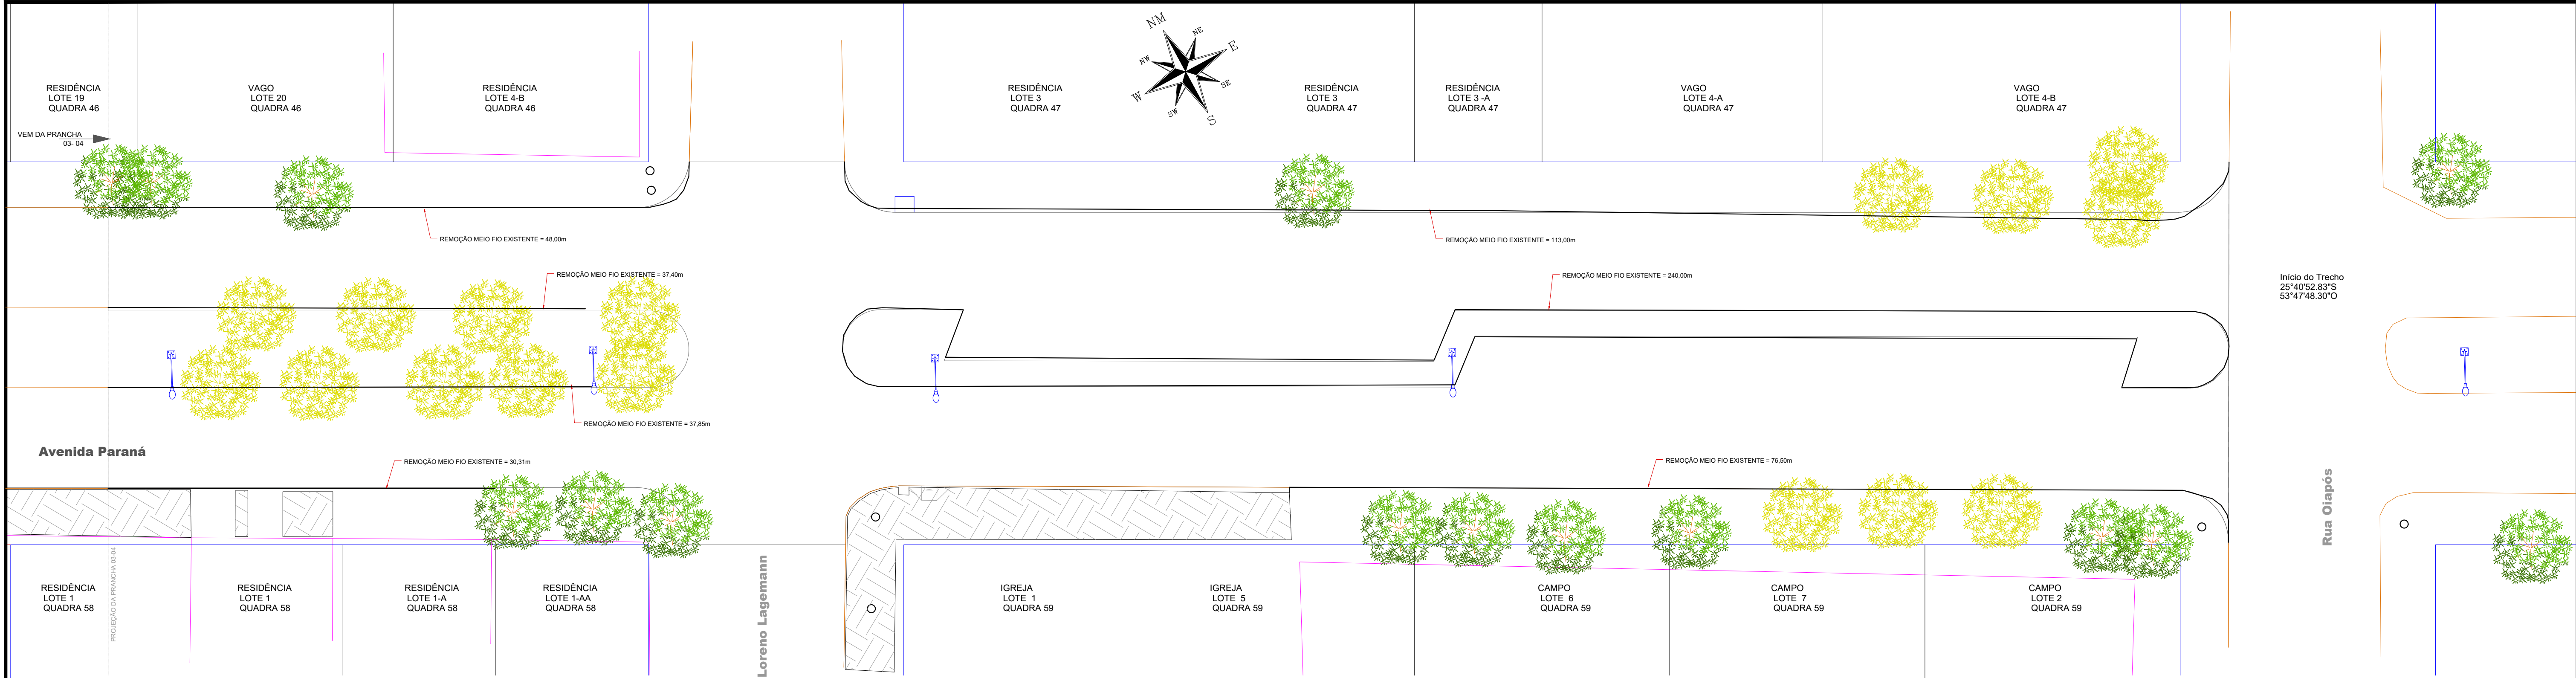 NM
NE
E
SE
S
SW
W
NW
RESIDÊNCIA
LOTE 19
QUADRA 46
VAGO
LOTE 20
QUADRA 46
RESIDÊNCIA
LOTE 4-B
QUADRA 46
RESIDÊNCIA
LOTE 3
QUADRA 47
RESIDÊNCIA
LOTE 3
QUADRA 47
RESIDÊNCIA
LOTE 3 -A
QUADRA 47
VAGO
LOTE 4-A
QUADRA 47
VAGO
LOTE 4-B
QUADRA 47
VEM DA PRANCHA
03- 04
REMOÇÃO MEIO FIO EXISTENTE = 48,00m
REMOÇÃO MEIO FIO EXISTENTE = 113,00m
REMOÇÃO MEIO FIO EXISTENTE = 37,40m
REMOÇÃO MEIO FIO EXISTENTE = 240,00m
Início do Trecho
25°40'52.83"S
53°47'48.30"O
REMOÇÃO MEIO FIO EXISTENTE = 37,85m
Avenida Paraná
REMOÇÃO MEIO FIO EXISTENTE = 30,31m
REMOÇÃO MEIO FIO EXISTENTE = 76,50m
Rua Oiapós
PROJEÇÃO DA PRANCHA 03-04
Loreno Lagemann
RESIDÊNCIA
LOTE 1
QUADRA 58
RESIDÊNCIA
LOTE 1
QUADRA 58
RESIDÊNCIA
LOTE 1-A
QUADRA 58
RESIDÊNCIA
LOTE 1-AA
QUADRA 58
IGREJA
LOTE 1
QUADRA 59
IGREJA
LOTE 5
QUADRA 59
CAMPO
LOTE 6
QUADRA 59
CAMPO
LOTE 7
QUADRA 59
CAMPO
LOTE 2
QUADRA 59